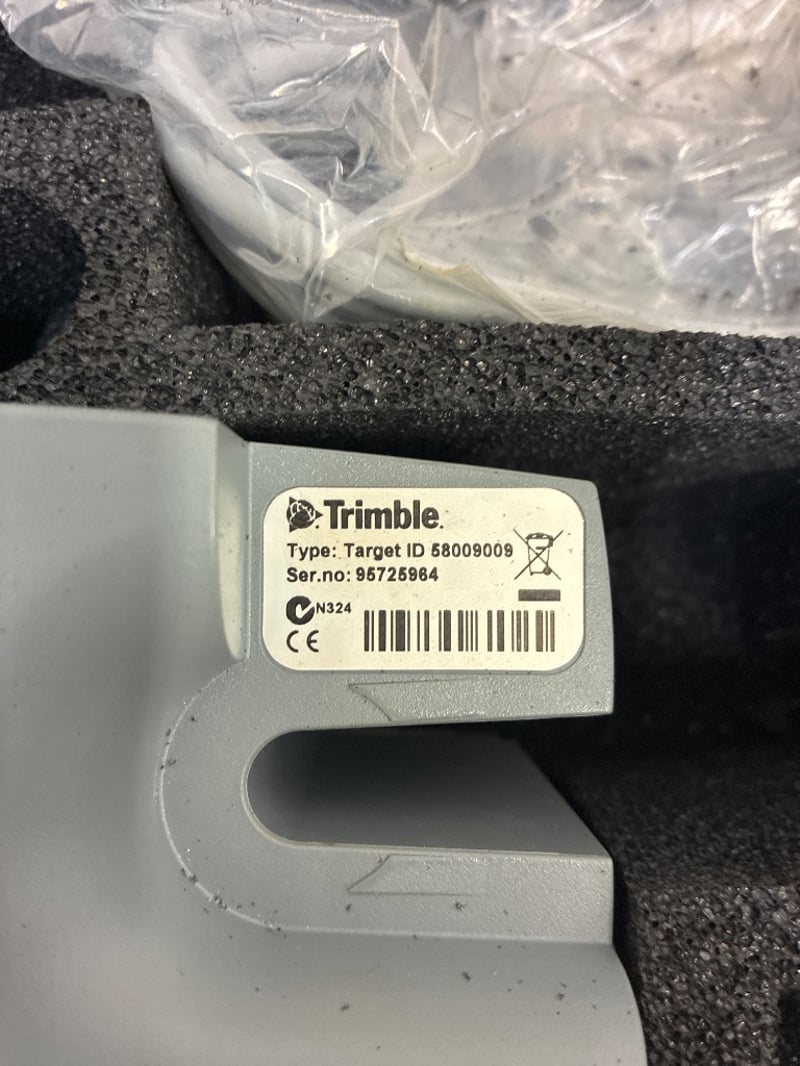 Trimble.
Type: Target ID 58009009
Ser.no: 95725964
N324
CE